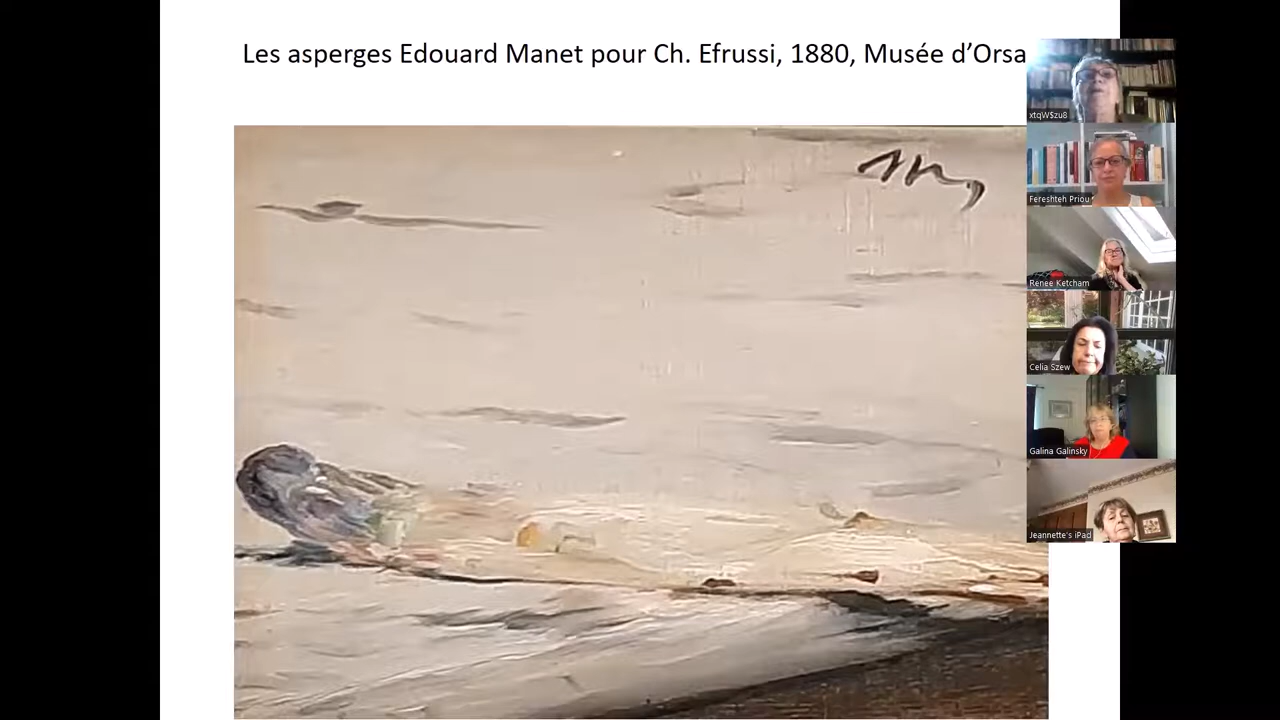 Les asperges Edouard Manet pour Ch. Efrussi, 1880, Musée d’Orsa
xtqW$zu8
Fereshteh Priou
Renee Ketcham
Celia Szew
Galina Galinsky
Jeannette's iPad